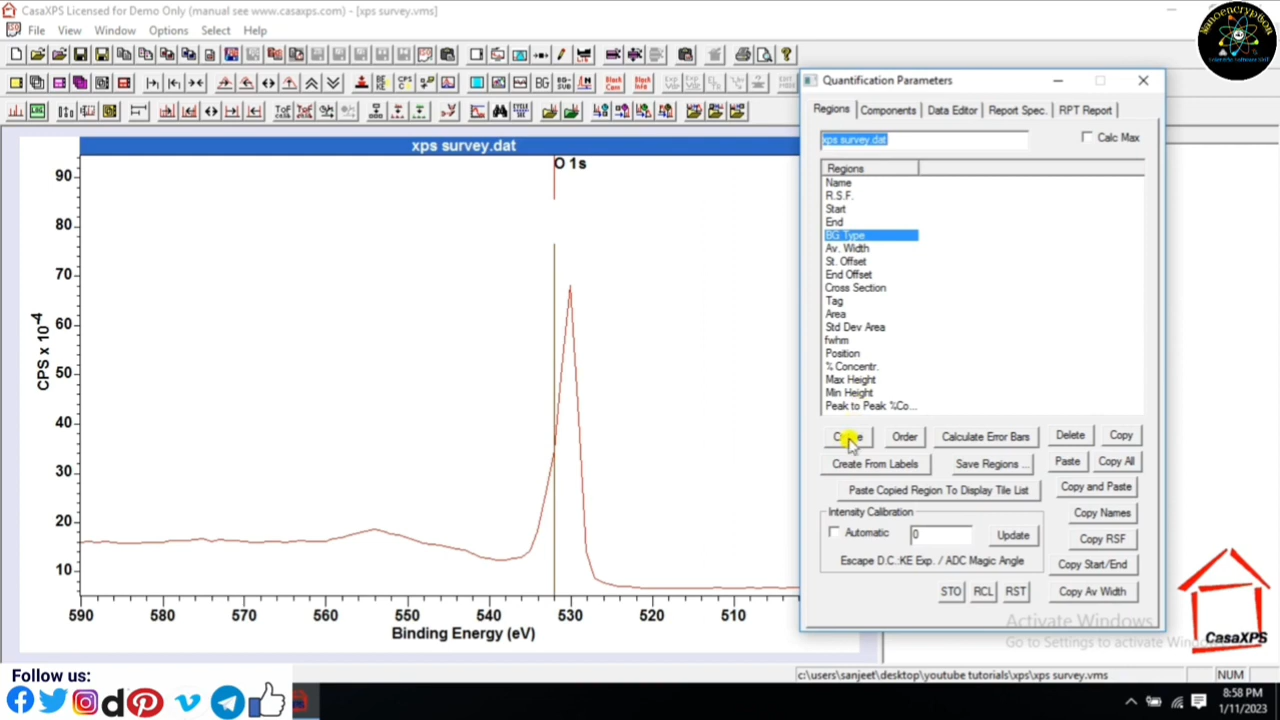 CasaXPS Licensed for Demo Only (manual see www.casaxps.com) - [xps survey.vms]
File View Window Options Select Help
Nanoencryption
Scientific Software Skill
Quantification Parameters
Regions Components Data Editor Report Spec. RPT Report
xps survey.dat
Calc Max
Regions
Name
R.S.F.
Start
End
BG Type
Av. Width
St. Offset
End Offset
Cross Section
Tag
Area
Std Dev Area
fwhm
Position
% Concentr.
Max Height
Min Height
Peak to Peak %Co...
Order Calculate Error Bars Delete Copy
Create From Labels Save Regions ... Paste Copy All
Paste Copied Region To Display Tile List Copy and Paste
Intensity Calibration Copy Names
Automatic 0 Update Copy RSF
Escape D.C.:KE Exp. / ADC Magic Angle Copy Start/End
STO RCL RST Copy Av Width
xps survey.dat
O 1s
90
80
70
60
50
40
30
20
10
CPS x 10⁻⁴
590 580 570 560 550 540 530 520 510
Binding Energy (eV)
Activate Windows
Go to Settings to activate Windows
CasaXPS
Follow us:
c:\users\sanjeet\desktop\youtube tutorials\xps\xps survey.vms NUM
8:58 PM
1/11/2023